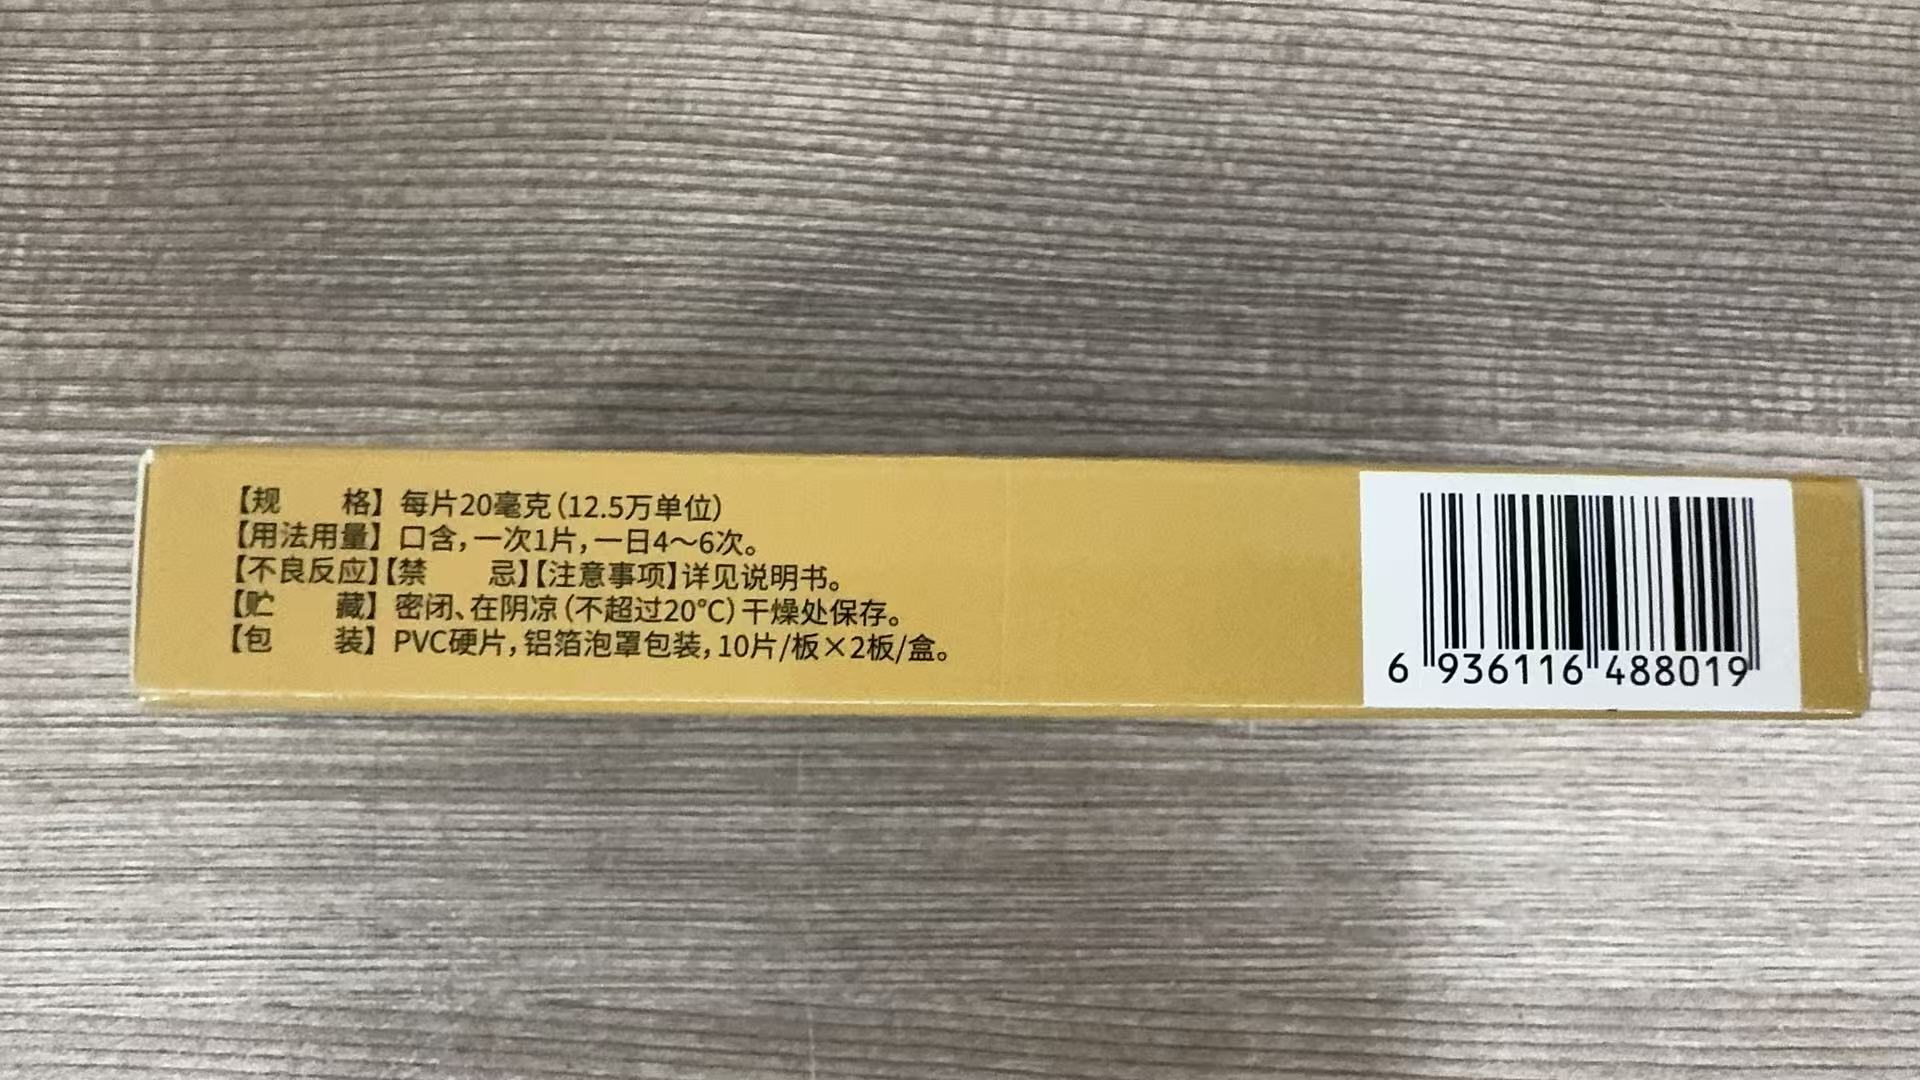 【规　　格】每片20毫克(12.5万单位)
【用法用量】口含,一次1片,一日4～6次。
【不良反应】【禁　　忌】【注意事项】详见说明书。
【贮　　藏】密闭、在阴凉(不超过20℃)干燥处保存。
【包　　装】PVC硬片,铝箔泡罩包装,10片/板×2板/盒。
6 936116 488019